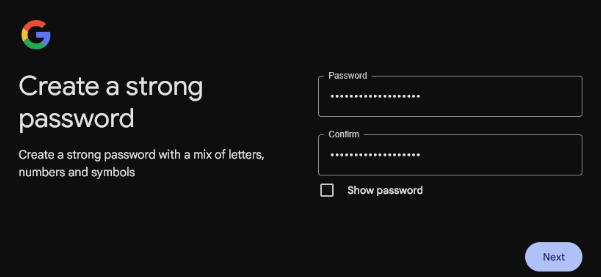 Create a strong
password
Create a strong password with a mix of letters,
numbers and symbols
Password
•••••••••••••••••••
Confirm
•••••••••••••••••••
Show password
Next